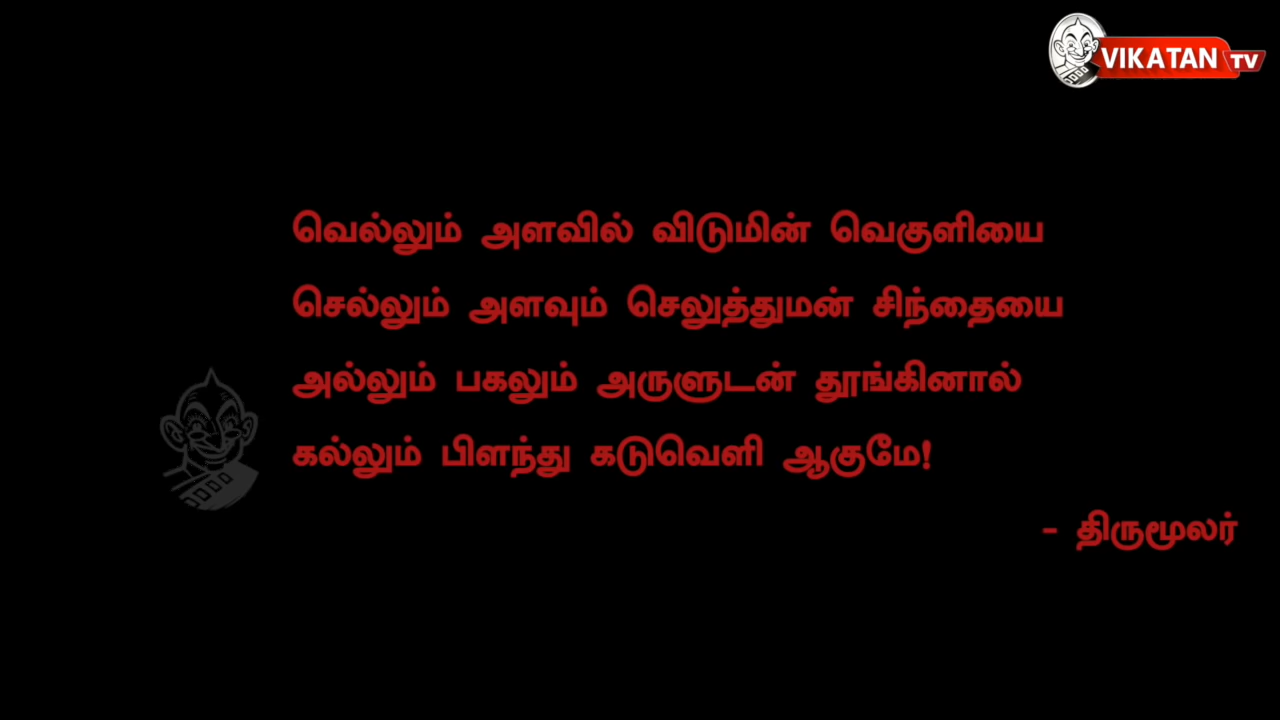 VIKATAN TV
வெல்லும் அளவில் விடுமின் வெகுளியை
செல்லும் அளவும் செலுத்துமன் சிந்தையை
அல்லும் பகலும் அருளுடன் தூங்கினால்
கல்லும் பிளந்து கடுவெளி ஆகுமே!
- திருமூலர்